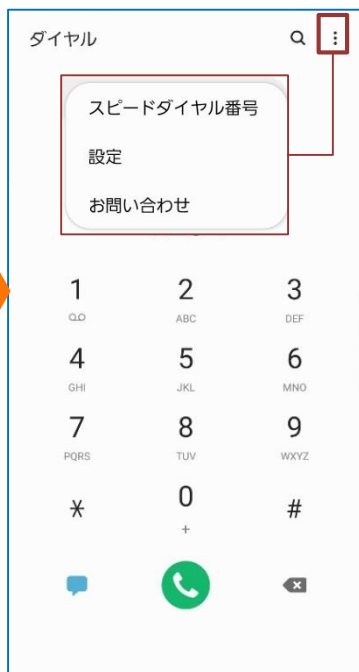 ダイヤル
スピードダイヤル番号
設定
お問い合わせ
1 2 3
ABC DEF
4 5 6
GHI JKL MNO
7 8 9
PQRS TUV WXYZ
* 0 #
+